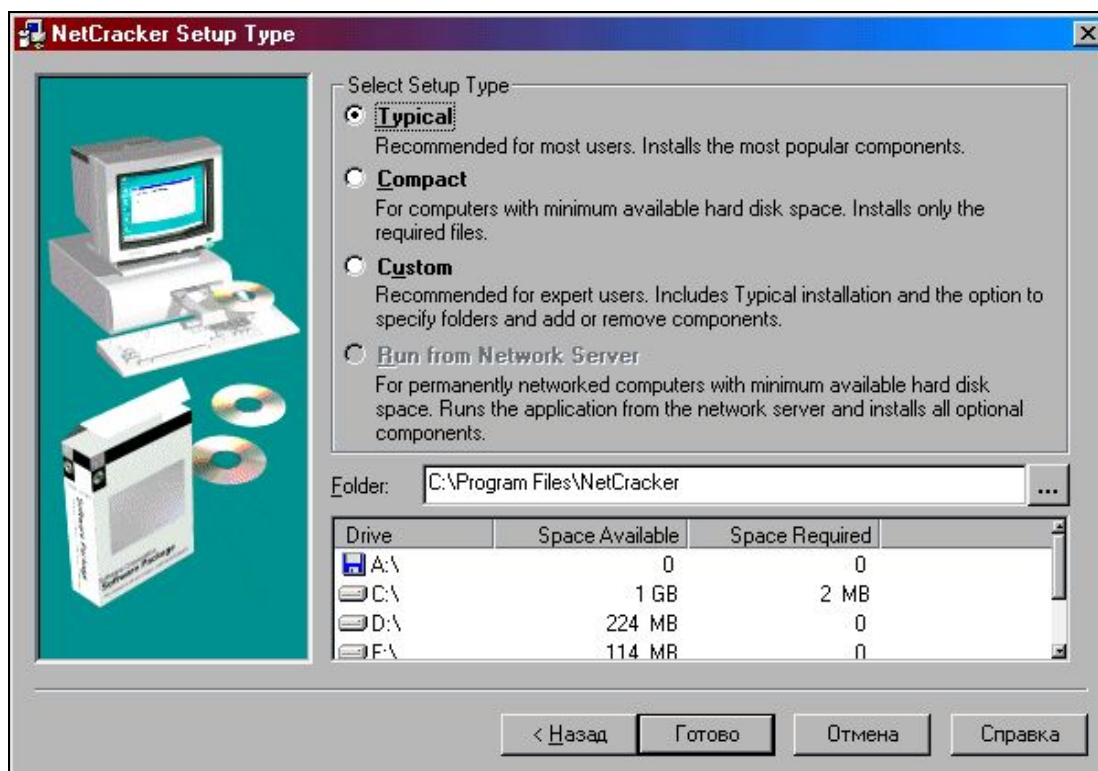 NetCracker Setup Type
Select Setup Type
Typical
Recommended for most users. Installs the most popular components.
Compact
For computers with minimum available hard disk space. Installs only the
required files.
Custom
Recommended for expert users. Includes Typical installation and the option to
specify folders and add or remove components.
Run from Network Server
For permanently networked computers with minimum available hard disk
space. Runs the application from the network server and installs all optional
components.
Folder: C:\Program Files\NetCracker ...
Drive Space Available Space Required
A:\ 0 0
C:\ 1 GB 2 MB
D:\ 224 MB 0
114 MB 0
Software Package
Software Package
< Назад Готово Отмена Справка